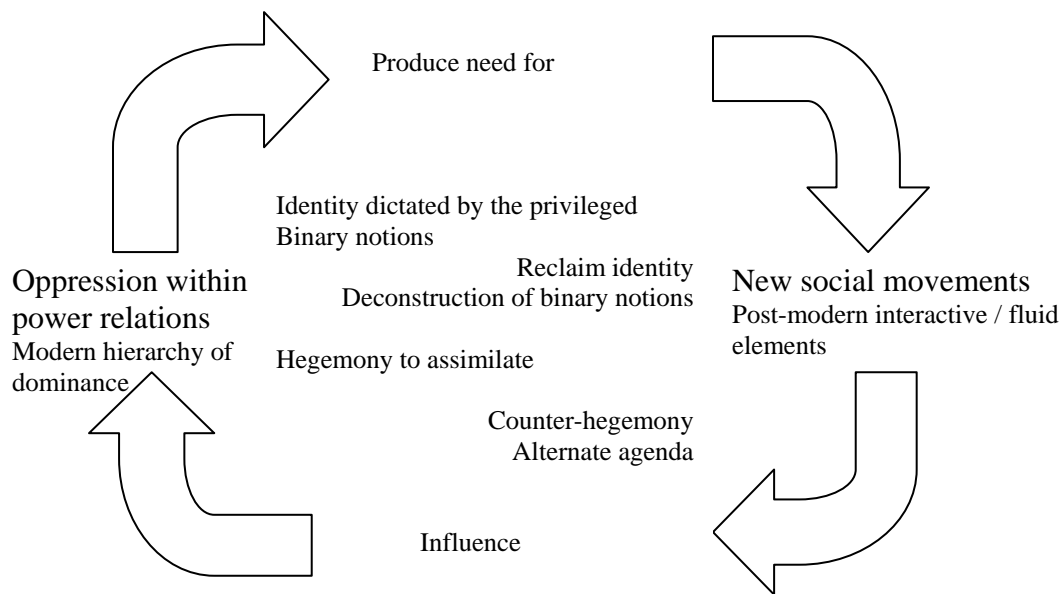 Produce need for
Identity dictated by the privileged
Binary notions
Reclaim identity
Deconstruction of binary notions
Oppression within
power relations
Modern hierarchy of
dominance
New social movements
Post-modern interactive / fluid
elements
Hegemony to assimilate
Counter-hegemony
Alternate agenda
Influence